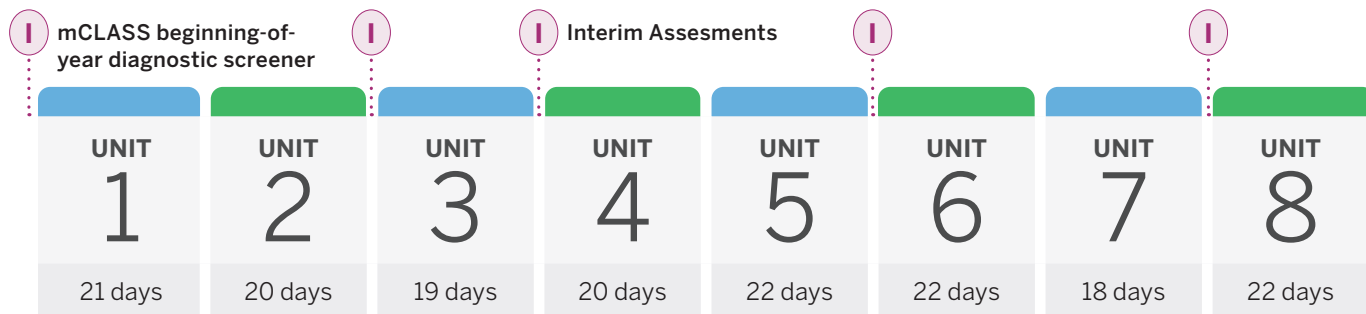 I mCLASS beginning-of-
year diagnostic screener
I
I Interim Assesments
I
I
UNIT UNIT UNIT UNIT UNIT UNIT UNIT UNIT
1 2 3 4 5 6 7 8
21 days 20 days 19 days 20 days 22 days 22 days 18 days 22 days